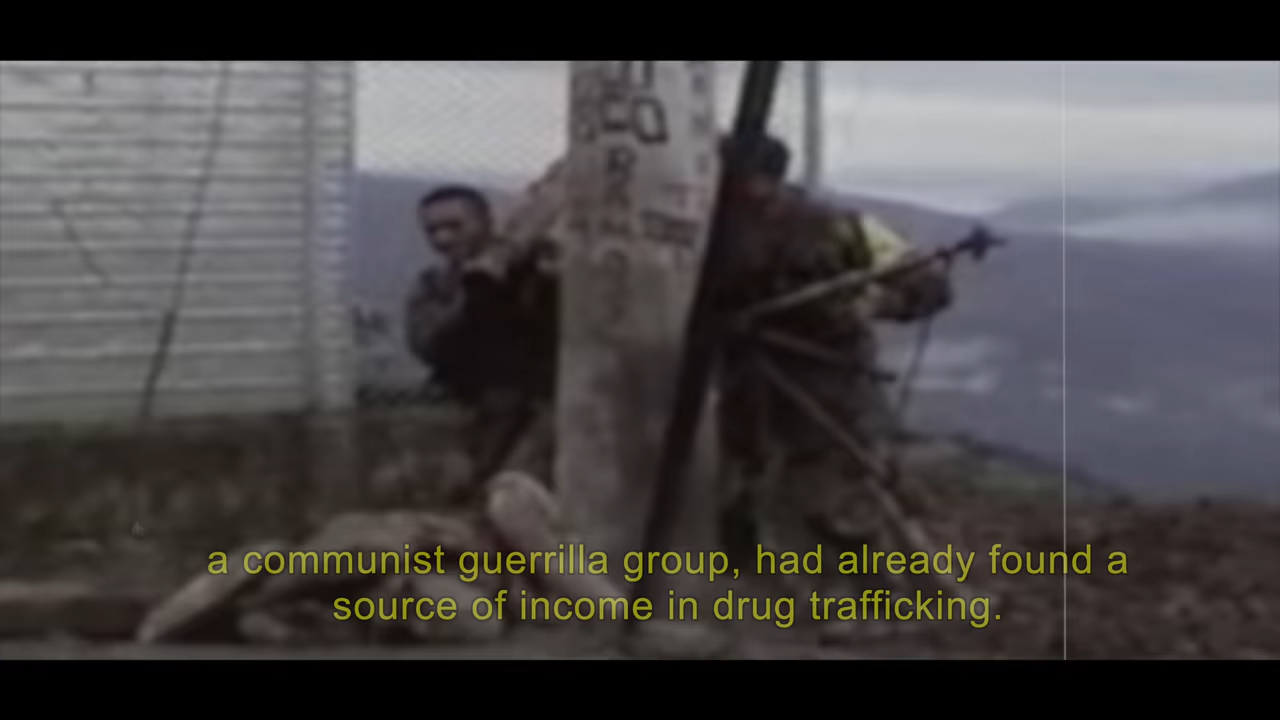 a communist guerrilla group, had already found a
source of income in drug trafficking.